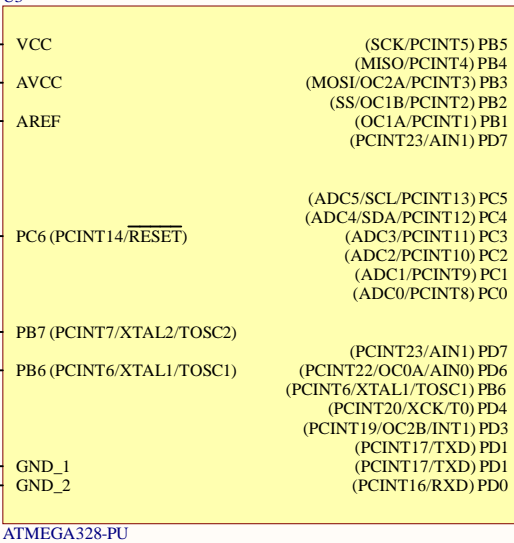 U3
VCC
AVCC
AREF
PC6 (PCINT14/RESET)
PB7 (PCINT7/XTAL2/TOSC2)
PB6 (PCINT6/XTAL1/TOSC1)
GND_1
GND_2
(SCK/PCINT5) PB5
(MISO/PCINT4) PB4
(MOSI/OC2A/PCINT3) PB3
(SS/OC1B/PCINT2) PB2
(OC1A/PCINT1) PB1
(PCINT23/AIN1) PD7
(ADC5/SCL/PCINT13) PC5
(ADC4/SDA/PCINT12) PC4
(ADC3/PCINT11) PC3
(ADC2/PCINT10) PC2
(ADC1/PCINT9) PC1
(ADC0/PCINT8) PC0
(PCINT23/AIN1) PD7
(PCINT22/OC0A/AIN0) PD6
(PCINT6/XTAL1/TOSC1) PB6
(PCINT20/XCK/T0) PD4
(PCINT19/OC2B/INT1) PD3
(PCINT17/TXD) PD1
(PCINT17/TXD) PD1
(PCINT16/RXD) PD0
ATMEGA328-PU